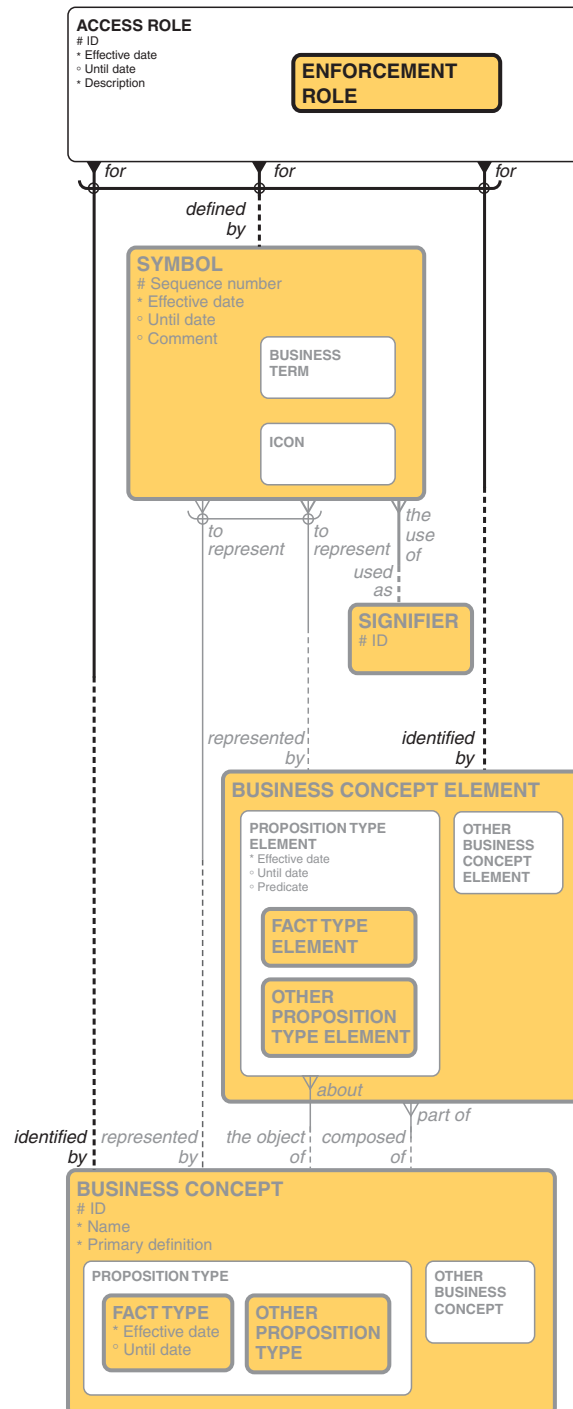 ACCESS ROLE
# ID
* Effective date
○ Until date
* Description
ENFORCEMENT
ROLE
for
for
for
defined
by
SYMBOL
# Sequence number
* Effective date
○ Until date
○ Comment
BUSINESS
TERM
ICON
to
represent
to
represent
the
use
of
used
as
SIGNIFIER
# ID
represented
by
identified
by
BUSINESS CONCEPT ELEMENT
PROPOSITION TYPE
ELEMENT
* Effective date
○ Until date
○ Predicate
OTHER
BUSINESS
CONCEPT
ELEMENT
FACT TYPE
ELEMENT
OTHER
PROPOSITION
TYPE ELEMENT
about
part of
identified
by
represented
by
the object
of
composed
of
BUSINESS CONCEPT
# ID
* Name
* Primary definition
PROPOSITION TYPE
FACT TYPE
* Effective date
○ Until date
OTHER
PROPOSITION
TYPE
OTHER
BUSINESS
CONCEPT